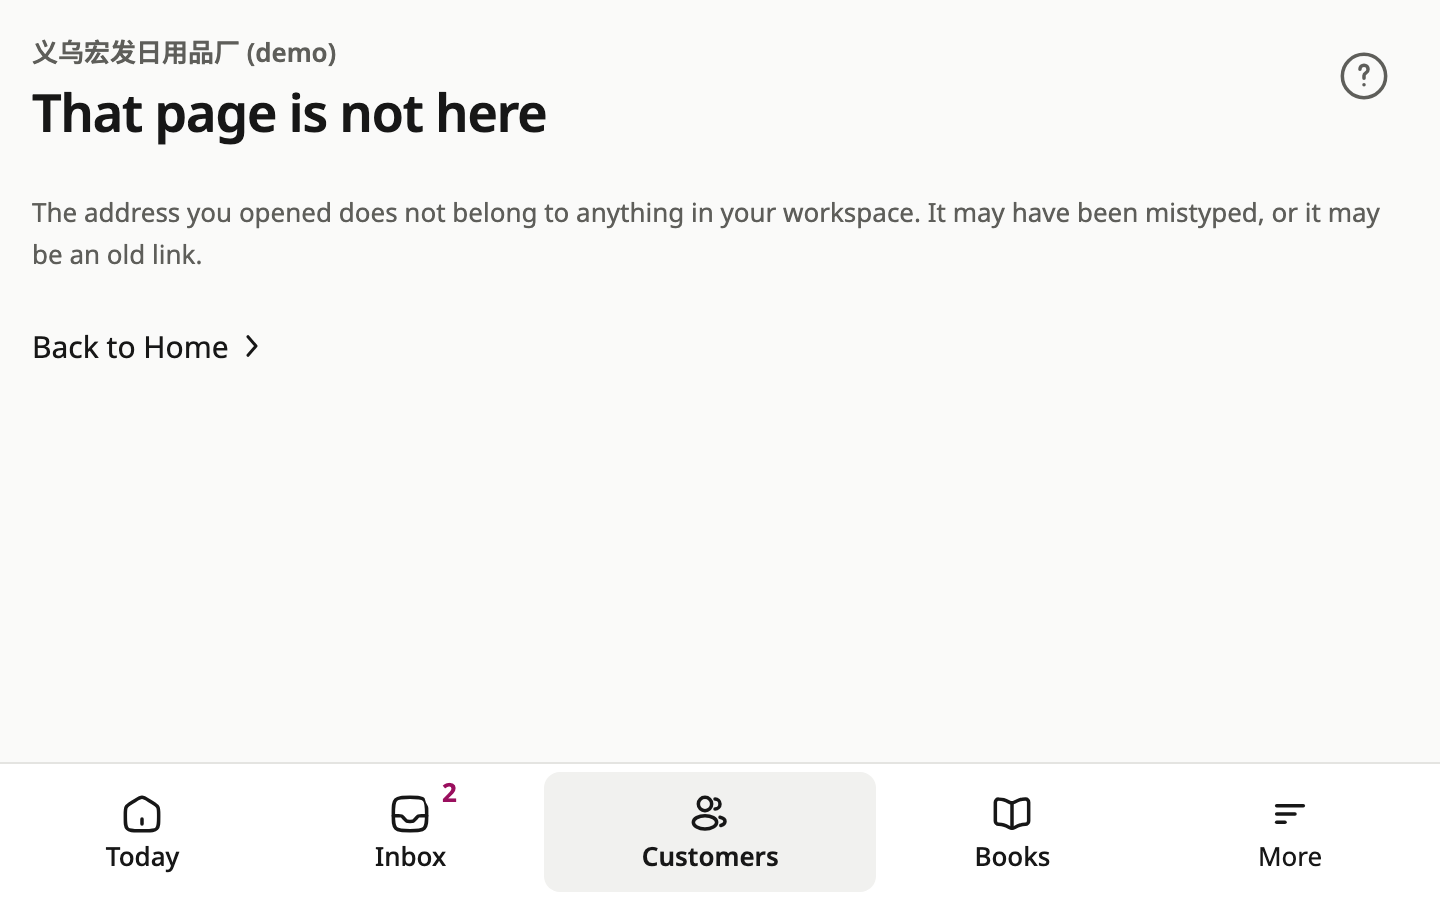 义乌宏发日用品厂 (demo)
That page is not here
?
The address you opened does not belong to anything in your workspace. It may have been mistyped, or it may
be an old link.
Back to Home
2
Today
Inbox
Customers
Books
More